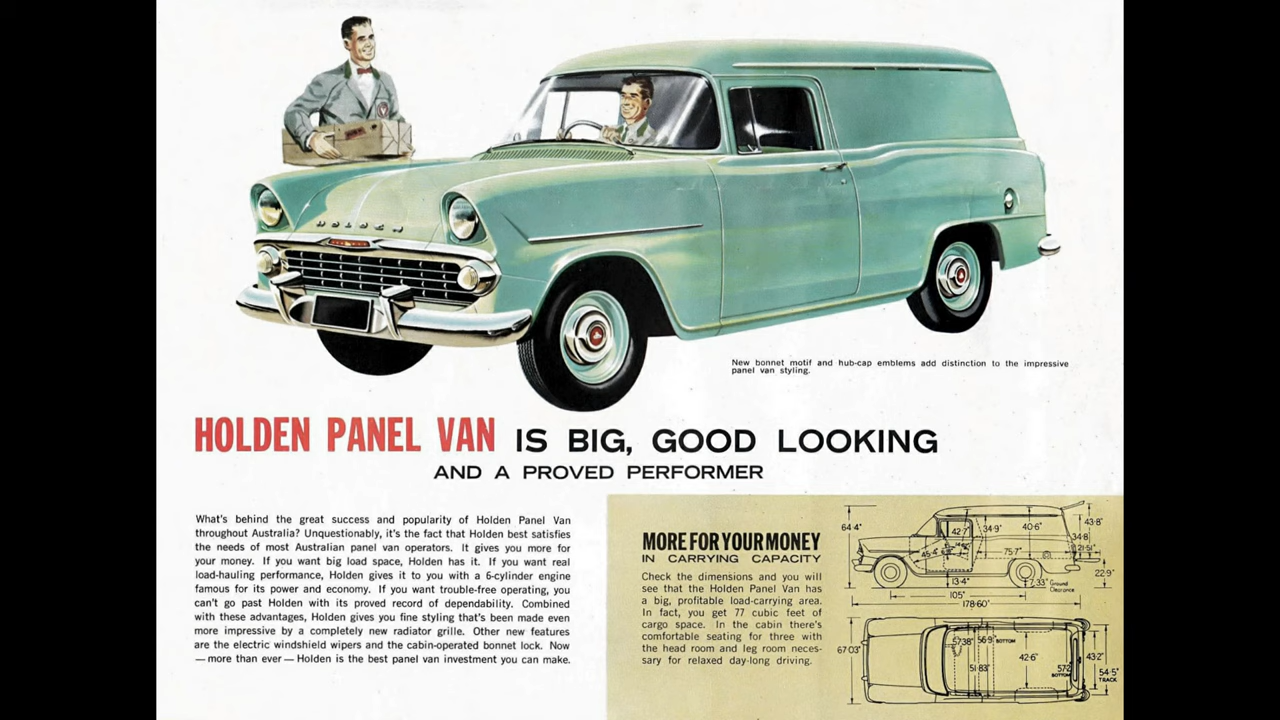 HOLDEN
New bonnet motif and hub-cap emblems add distinction to the impressive
panel van styling.
HOLDEN PANEL VAN IS BIG, GOOD LOOKING
AND A PROVED PERFORMER
What's behind the great success and popularity of Holden Panel Van
throughout Australia? Unquestionably, it's the fact that Holden best satisfies
the needs of most Australian panel van operators. It gives you more for
your money. If you want big load space, Holden has it. If you want real
load-hauling performance, Holden gives it to you with a 6-cylinder engine
famous for its power and economy. If you want trouble-free operating, you
can't go past Holden with its proved record of dependability. Combined
with these advantages, Holden gives you fine styling that's been made even
more impressive by a completely new radiator grille. Other new features
are the electric windshield wipers and the cabin-operated bonnet lock. Now
— more than ever — Holden is the best panel van investment you can make.
MORE FOR YOUR MONEY
IN CARRYING CAPACITY
Check the dimensions and you will
see that the Holden Panel Van has
a big, profitable load-carrying area.
In fact, you get 77 cubic feet of
cargo space. In the cabin there's
comfortable seating for three with
the head room and leg room neces-
sary for relaxed day-long driving.
64·4"
42·7"
34·9"
40·6"
43·8"
34·8"
21·51"
45·4"
75·7"
22·9"
13·4"
7·33" Ground
Clearance
105"
178·60"
67·03"
57·38"
56·9" BOTTOM
42·6"
51·83"
57·2
BOTTOM
43·2"
54·5"
TRACK